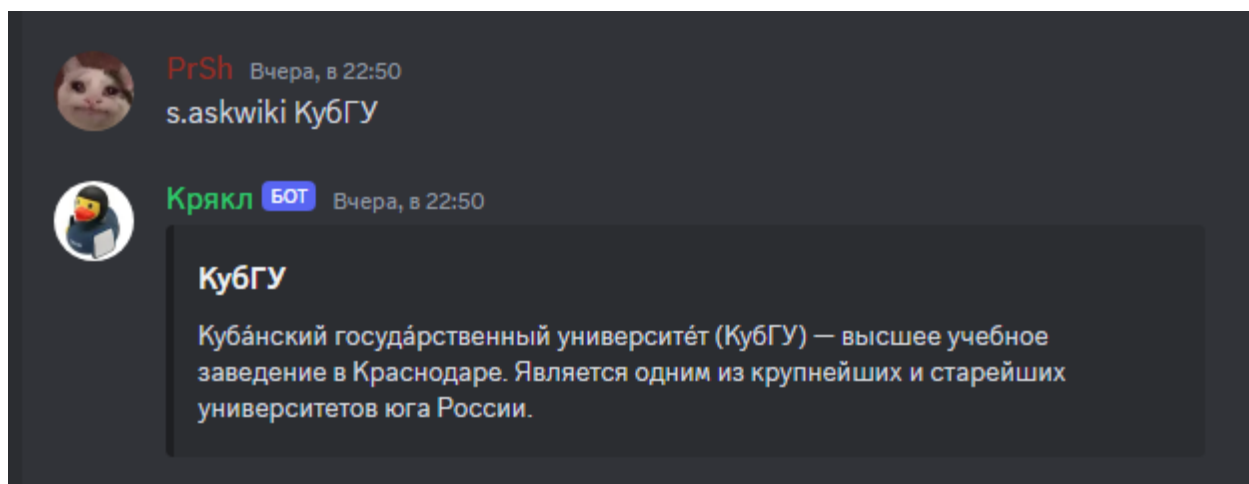 PrSh Вчера, в 22:50
s.askwiki КубГУ
Крякл БОТ Вчера, в 22:50
КубГУ
Куба́нский госуда́рственный университе́т (КубГУ) — высшее учебное
заведение в Краснодаре. Является одним из крупнейших и старейших
университетов юга России.